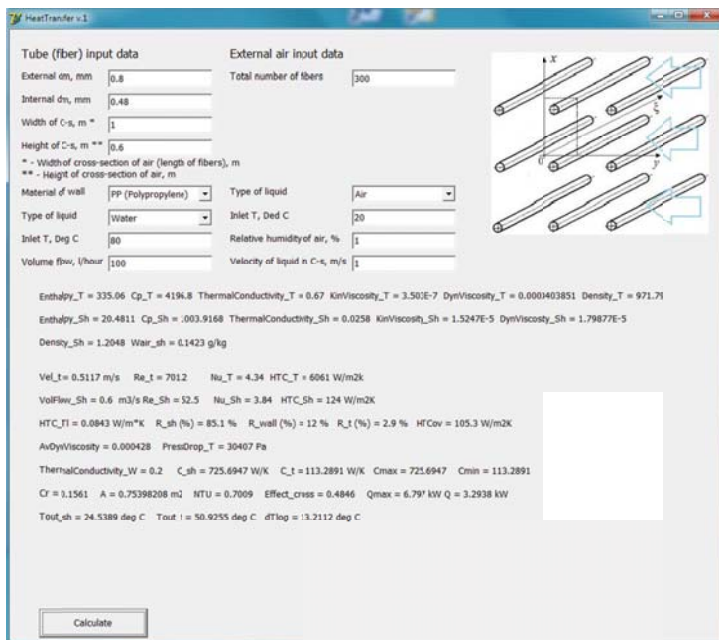 HeatTransfer v.1
Tube (fiber) input data
External dm, mm 0.8
Internal dm, mm 0.48
Width of C-s, m * 1
Height of C-s, m ** 0.6
* - Width of cross-section of air (length of fibers), m
** - Height of cross-section of air, m
Material of wall PP (Polypropylene)
Type of liquid Water
Inlet T, Deg C 80
Volume flow, l/hour 100
External air inout data
Total number of fibers 300
Type of liquid Air
Inlet T, Ded C 20
Relative humidity of air, % 1
Velocity of liquid n C-s, m/s 1
x
ξ
0
y
Enthalpy_T = 335.06 Cp_T = 4194.8 ThermalConductivity_T = 0.67 KinViscosity_T = E-7 DynViscosity_T = 0.000403851 Density_T =
Enthalpy_Sh = 20.4811 Cp_Sh = 1003.9168 ThermalConductivity_Sh = 0.0258 KinViscosity_Sh = 1.5247E-5 DynViscosity_Sh = 1.79877E-5
Density_Sh = 1.2048 Wair_sh = 0.1423 g/kg
Vel_t= 0.5117 m/s Re_t = 7012 Nu_T = 4.34 HTC_T = 6061 W/m2k
VolFlow_Sh = 0.6 m3/s Re_Sh = 52.5 Nu_Sh = 3.84 HTC_Sh = 124 W/m2K
= 0.0843 W/m*K R_sh (%) = 85.1 % R_wall (%) = 12 % R_t (%) = 2.9 % HTCov = 105.3 W/m2K
AvDynViscosity = 0.000428 PressDrop_T = 30407 Pa
ThermalConductivity_W = 0.2 C_sh = 725.6947 W/K C_t = 113.2891 W/K Cmax = 725.6947 Cmin = 113.2891
Cr = 0.1561 A = 0.75398208 m2 NTU = 0.7009 Effect_cross = 0.4846 Qmax = 6.797 kW Q = 3.2938 kW
Tout_sh = 24.5389 deg C Tout_t = 50.9255 deg C dTlog =
Calculate